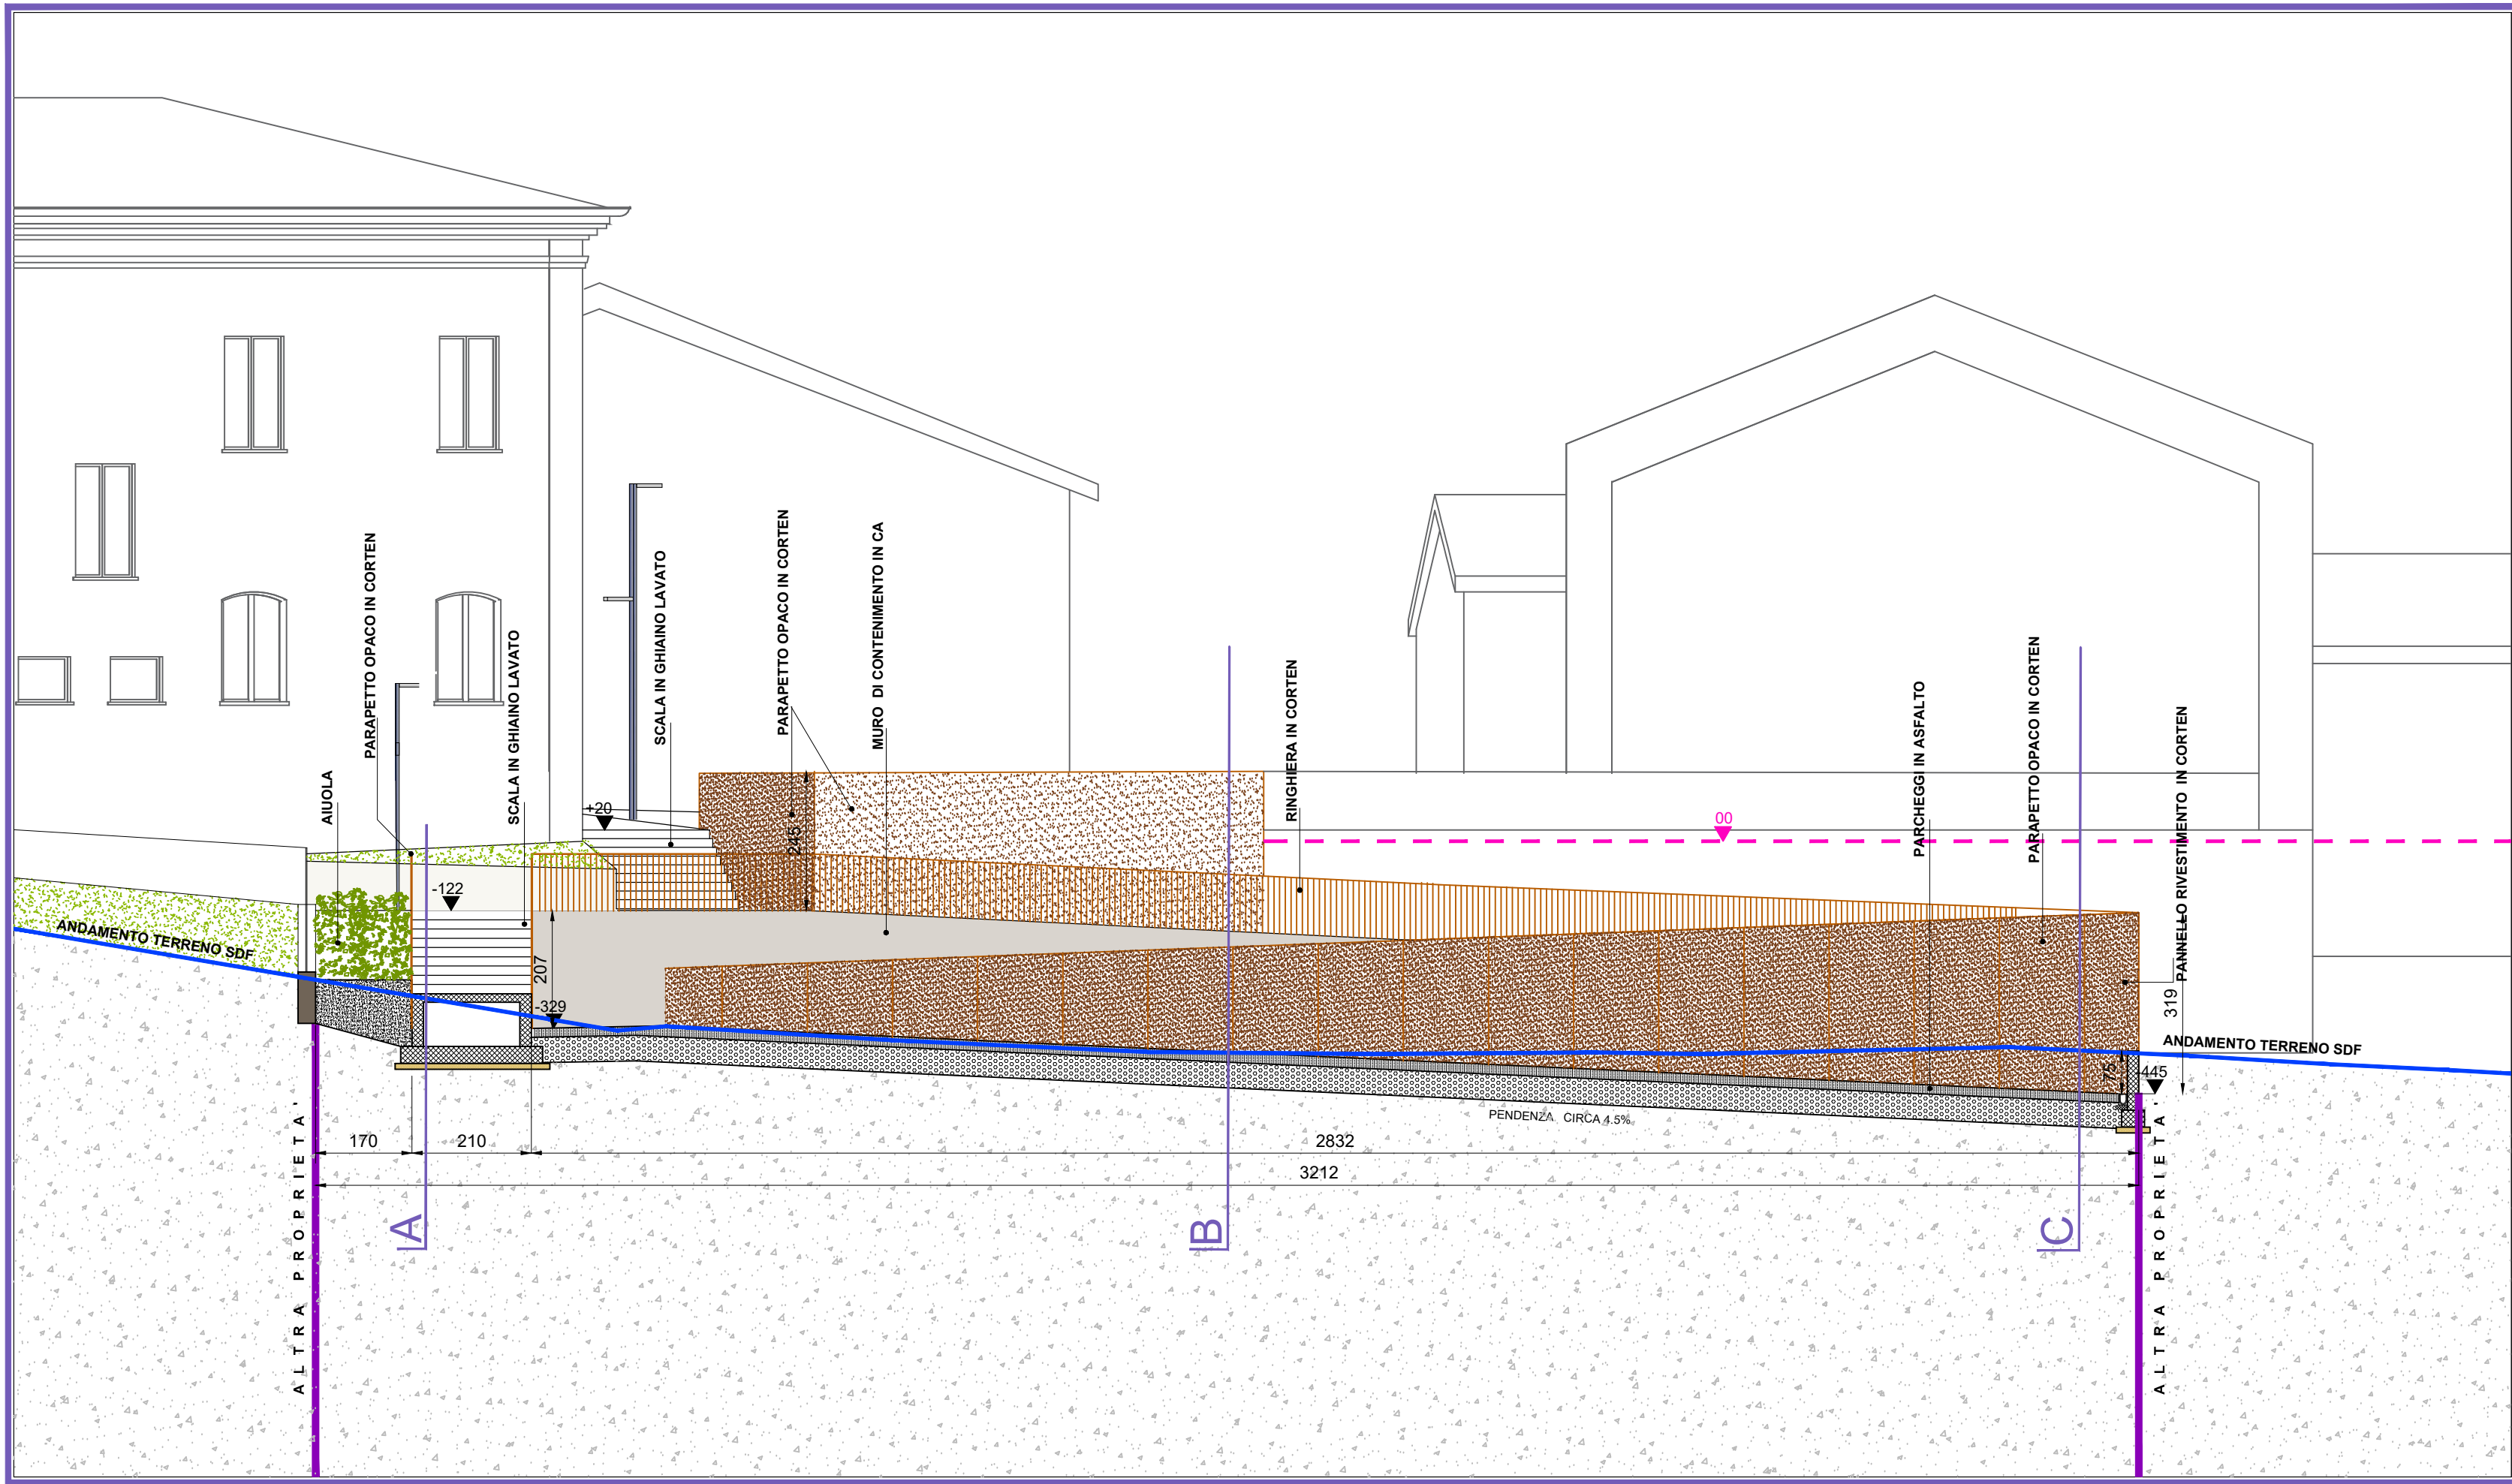 PARAPETTO OPACO IN CORTEN
MURO DI CONTENIMENTO IN CA
PARAPETTO OPACO IN CORTEN
SCALA IN GHIAINO LAVATO
SCALA IN GHIAINO LAVATO
RINGHIERA IN CORTEN
PARCHEGGI IN ASFALTO
PARAPETTO OPACO IN CORTEN
PANNELLO RIVESTIMENTO IN CORTEN
AIUOLA
+20
00
245
-122
ANDAMENTO TERRENO SDF
207
-329
319
ANDAMENTO TERRENO SDF
75
-445
PENDENZA CIRCA 4.5%
170
210
2832
3212
ALTRA PROPRIETA'
A
B
C
ALTRA PROPRIETA'